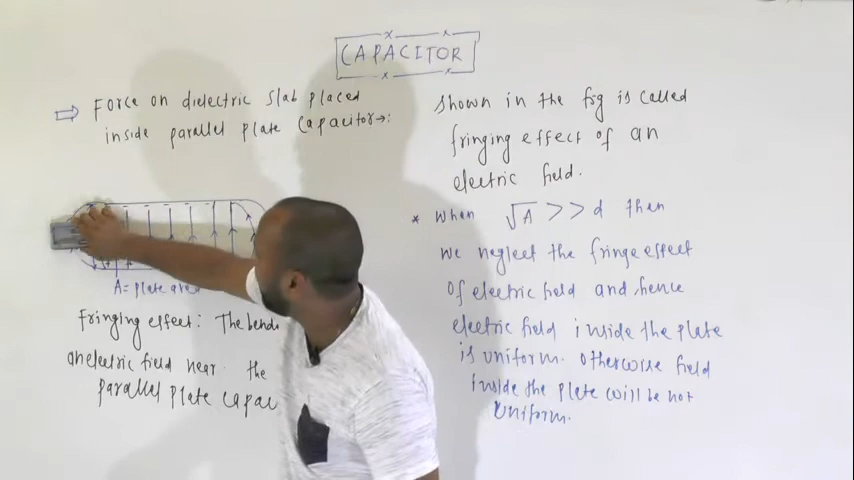 CAPACITOR
⇒ Force on dielectric slab placed
inside parallel plate Capacitor→:
A = plate area
Fringing effect: The bend
electric field near the
parallel plate capac
shown in the fig is called
fringing effect of an
electric field.
* when √A >> d then
we neglect the fringe effect
of electric field and hence
electric field inside the plate
is uniform. otherwise field
inside the plate will be not
uniform.